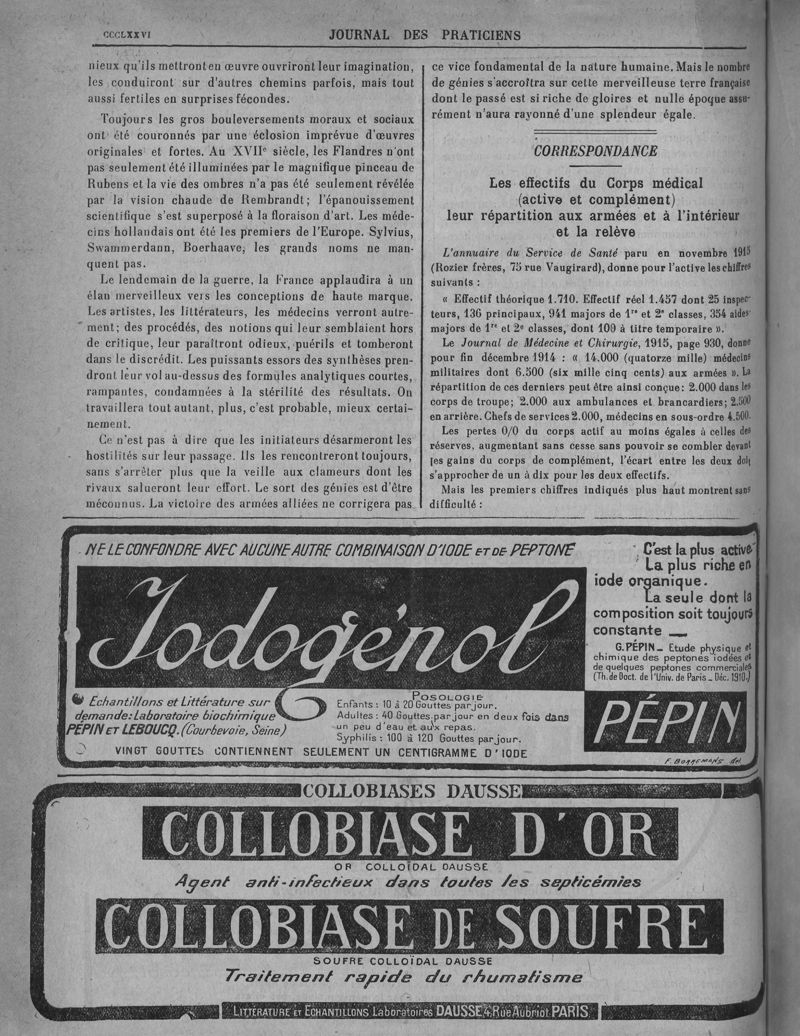 CCCLXXVI
JOURNAL DES PRATICIENS
nieux qu'ils mettront en œuvre ouvriront leur imagination,
les conduiront sur d'autres chemins parfois, mais tout
aussi fertiles en surprises fécondes.
Toujours les gros bouleversements moraux et sociaux
ont été couronnés par une éclosion imprévue d'œuvres
originales et fortes. Au XVIIe siècle, les Flandres n'ont
pas seulement été illuminées par le magnifique pinceau de
Rubens et la vie des ombres n'a pas été seulement révélée
par la vision chaude de Rembrandt ; l'épanouissement
scientifique s'est superposé à la floraison d'art. Les méde-
cins hollandais ont été les premiers de l'Europe. Sylvius,
Swammerdann, Boerhaave, les grands noms ne man-
quent pas.
Le lendemain de la guerre, la France applaudira à un
élan merveilleux vers les conceptions de haute marque.
Les artistes, les littérateurs, les médecins verront autre-
ment ; des procédés, des notions qui leur semblaient hors
de critique, leur paraîtront odieux, puérils et tomberont
dans le discrédit. Les puissants essors des synthèses pren-
dront leur vol au-dessus des formules analytiques courtes,
rampantes, condamnées à la stérilité des résultats. On
travaillera tout autant, plus, c'est probable, mieux certai-
nement.
Ce n'est pas à dire que les initiateurs désarmeront les
hostilités sur leur passage. Ils les rencontreront toujours,
sans s'arrêter plus que la veille aux clameurs dont les
rivaux salueront leur effort. Le sort des génies est d'être
méconnus. La victoire des armées alliées ne corrigera pas
ce vice fondamental de la nature humaine. Mais le nombre
de génies s'accroîtra sur cette merveilleuse terre française
dont le passé est si riche de gloires et nulle époque assu-
rément n'aura rayonné d'une splendeur égale.
CORRESPONDANCE
Les effectifs du Corps médical
(active et complément)
leur répartition aux armées et à l'intérieur
et la relève
L'annuaire du Service de Santé paru en novembre 1915
(Rozier frères, 75 rue Vaugirard), donne pour l'active les chiffres
suivants :
« Effectif théorique 1.710. Effectif réel 1.457 dont 25 inspec-
teurs, 136 principaux, 941 majors de 1re et 2e classes, 354 aides-
majors de 1re et 2e classes, dont 109 à titre temporaire ».
Le Journal de Médecine et Chirurgie, 1915, page 930, donne
pour fin décembre 1914 : « 14.000 (quatorze mille) médecins
militaires dont 6.500 (six mille cinq cents) aux armées ». La
répartition de ces derniers peut être ainsi conçue : 2.000 dans les
corps de troupe ; 2.000 aux ambulances et brancardiers ; 2.500
en arrière. Chefs de services 2.000, médecins en sous-ordre 4.500.
Les pertes 0/0 du corps actif au moins égales à celles des
réserves, augmentant sans cesse sans pouvoir se combler devant
les gains du corps de complément, l'écart entre les deux doit
s'approcher de un à dix pour les deux effectifs.
Mais les premiers chiffres indiqués plus haut montrent sans
difficulté :
NE LE CONFONDRE AVEC AUCUNE AUTRE COMBINAISON D'IODE ET DE PEPTONE
Iodogénol
C'est la plus active
La plus riche en
iode organique.
La seule dont la
composition soit toujours
constante _
G. PÉPIN _ Etude physique et
chimique des peptones iodées et
de quelques peptones commerciales
(Th. de Doct. de l'Univ. de Paris _ Déc. 1910.)
Echantillons et Littérature sur
demande: Laboratoire biochimique
PÉPIN ET LEBOUCQ. (Courbevoie, Seine)
POSOLOGIE
Enfants : 10 à 20 Gouttes par jour.
Adultes : 40 Gouttes par jour en deux fois dans
un peu d'eau et aux repas.
Syphilis : 100 à 120 Gouttes par jour.
VINGT GOUTTES CONTIENNENT SEULEMENT UN CENTIGRAMME D'IODE
PÉPIN
F. Bonnemans del
COLLOBIASES DAUSSE
COLLOBIASE D'OR
OR COLLOÏDAL DAUSSE
Agent anti-infectieux dans toutes les septicémies
COLLOBIASE DE SOUFRE
SOUFRE COLLOÏDAL DAUSSE
Traitement rapide du rhumatisme
LITTÉRATURE ET ECHANTILLONS Laboratoires DAUSSE, 4, Rue Aubriot PARIS